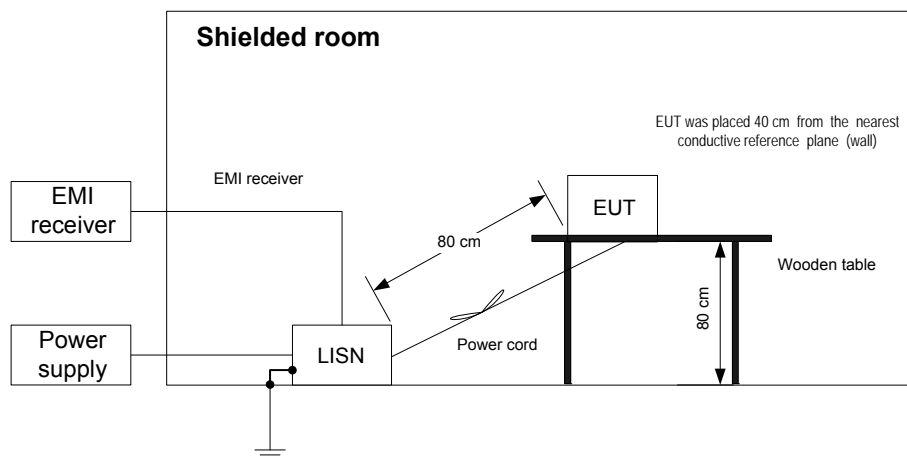 Shielded room
EUT was placed 40 cm from the nearest
conductive reference plane (wall)
EMI receiver
EMI
receiver
EUT
80 cm
Wooden table
80 cm
Power
supply
LISN
Power cord